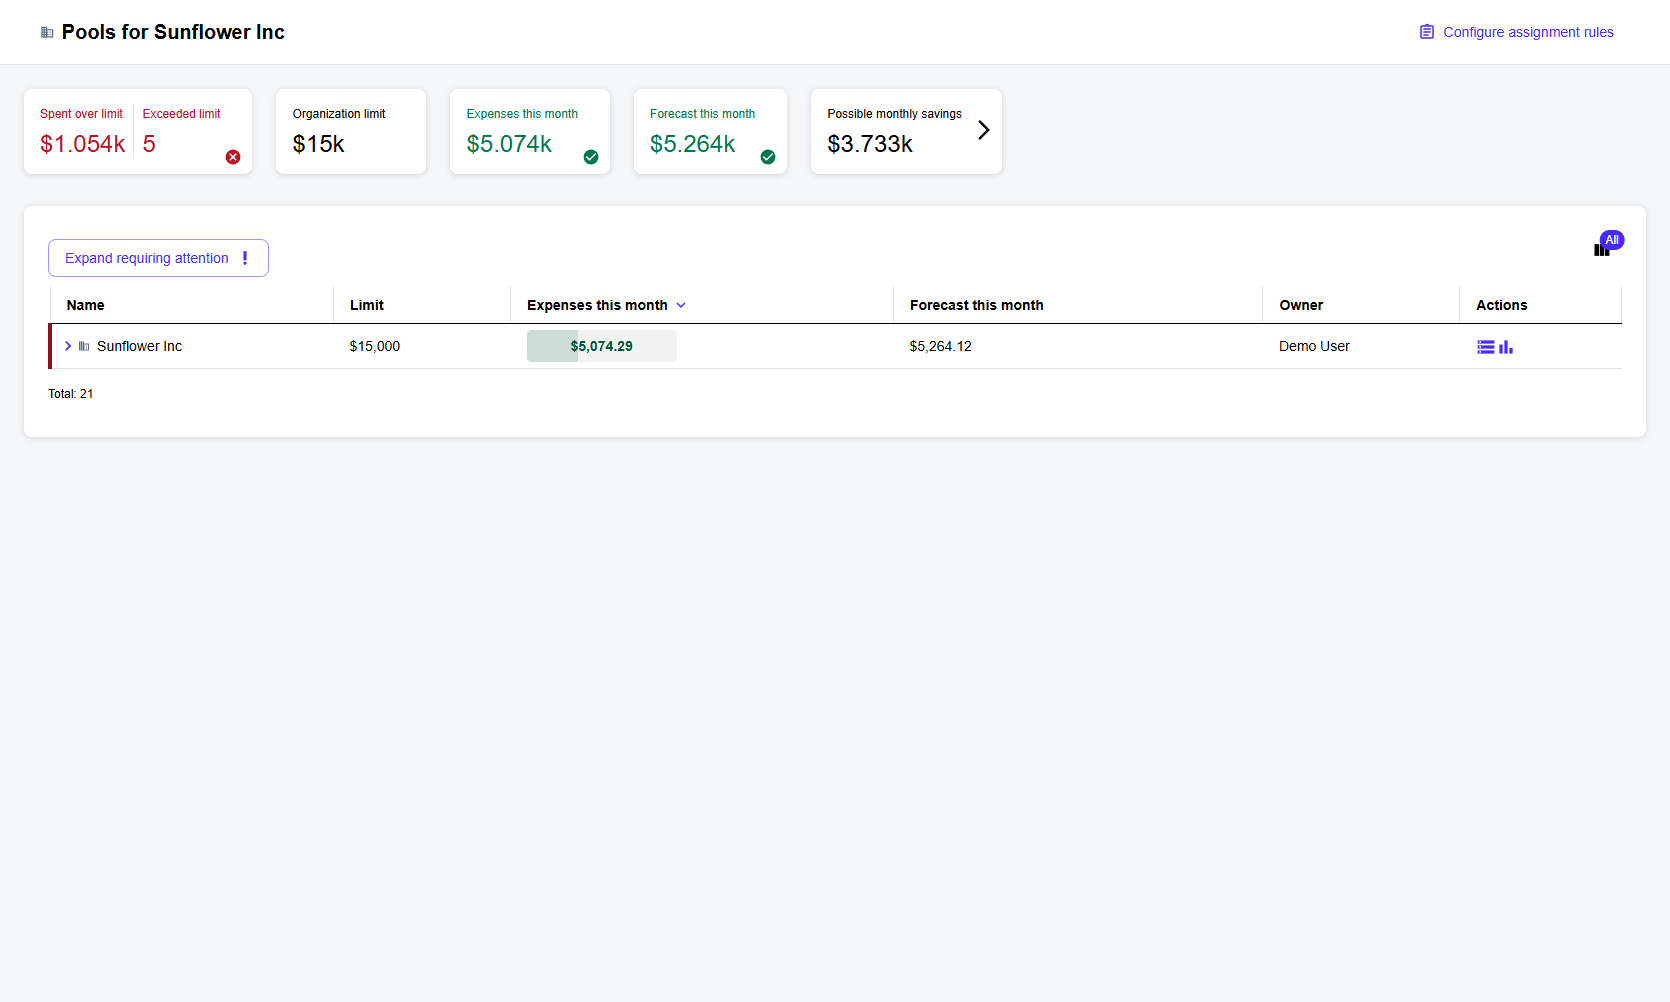 Pools for Sunflower Inc
Configure assignment rules
Spent over limit
$1.054k
Exceeded limit
5
Organization limit
$15k
Expenses this month
$5.074k
Forecast this month
$5.264k
Possible monthly savings
$3.733k
Expand requiring attention !
All
Name Limit Expenses this month Forecast this month Owner Actions
Sunflower Inc $15,000 $5,074.29 $5,264.12 Demo User
Total: 21